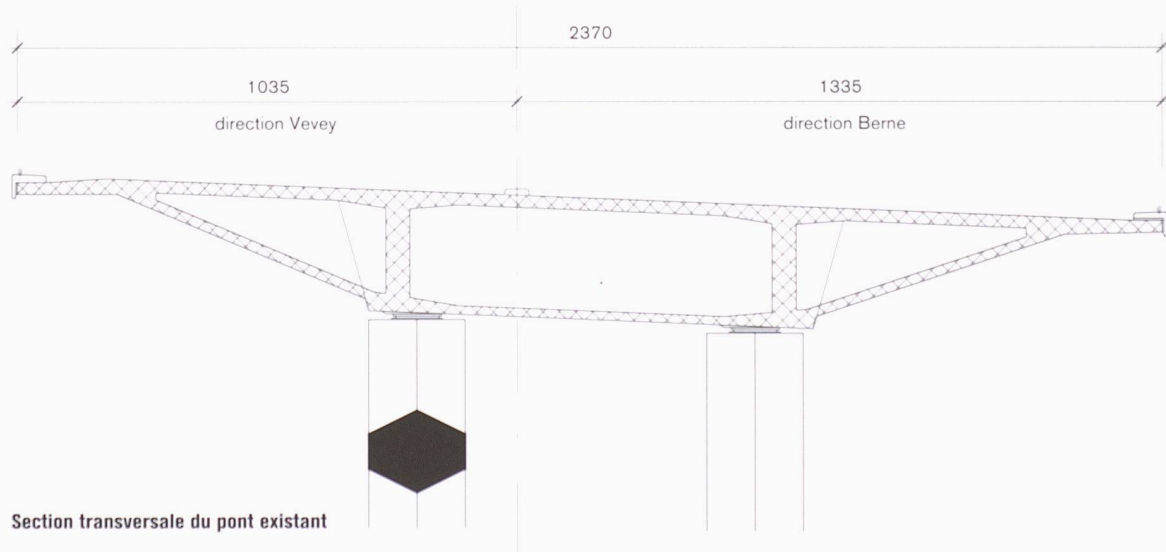 2370
1035
1335
direction Vevey
direction Berne
Section transversale du pont existant